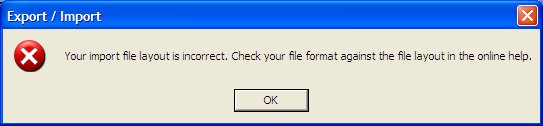 Export / Import
Your import file layout is incorrect. Check your file format against the file layout in the online help.
OK